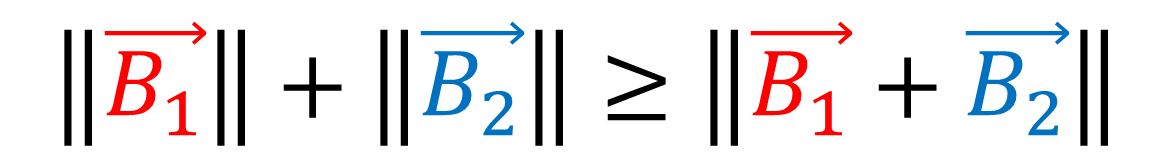 ‖B₁⃗‖ + ‖B₂⃗‖ ≥ ‖B₁⃗ + B₂⃗‖